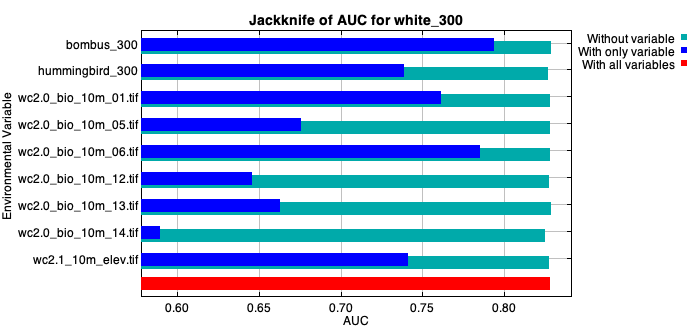 Jackknife of AUC for white_300
Without variable
With only variable
With all variables
Environmental Variable
bombus_300
hummingbird_300
wc2.0_bio_10m_01.tif
wc2.0_bio_10m_05.tif
wc2.0_bio_10m_06.tif
wc2.0_bio_10m_12.tif
wc2.0_bio_10m_13.tif
wc2.0_bio_10m_14.tif
wc2.1_10m_elev.tif
0.60 0.65 0.70 0.75 0.80
AUC